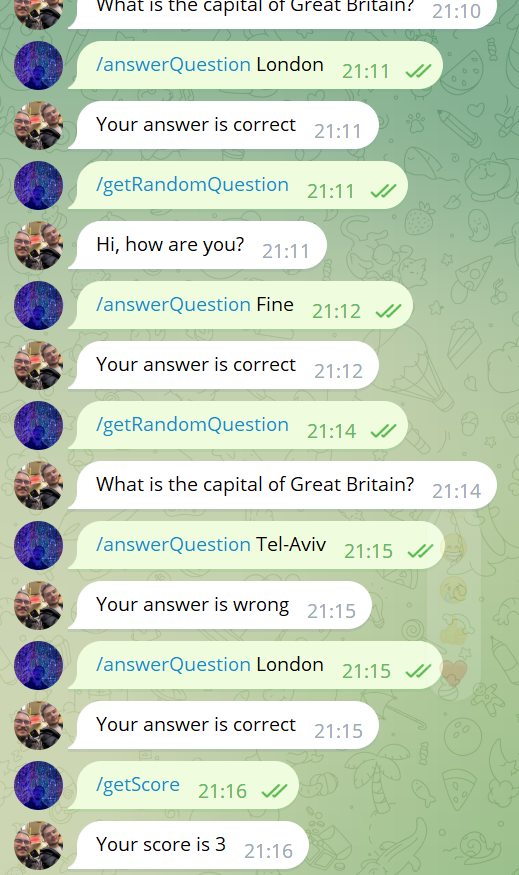 What is the capital of Great Britain? 21:10
/answerQuestion London 21:11
Your answer is correct 21:11
/getRandomQuestion 21:11
Hi, how are you? 21:11
/answerQuestion Fine 21:12
Your answer is correct 21:12
/getRandomQuestion 21:14
What is the capital of Great Britain? 21:14
/answerQuestion Tel-Aviv 21:15
Your answer is wrong 21:15
/answerQuestion London 21:15
Your answer is correct 21:15
/getScore 21:16
Your score is 3 21:16